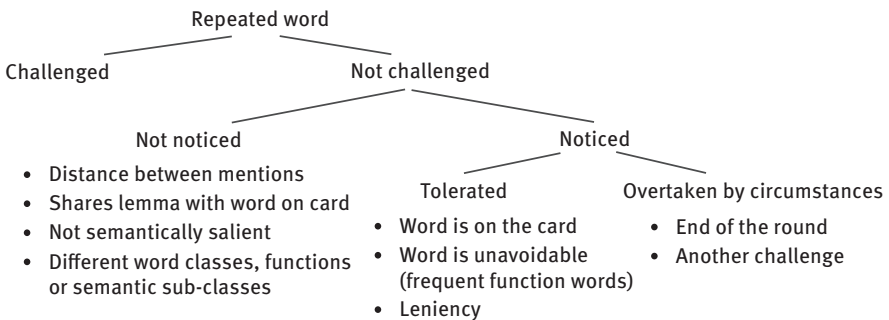 Repeated word
Challenged
Not challenged
Not noticed
• Distance between mentions
• Shares lemma with word on card
• Not semantically salient
• Different word classes, functions
or semantic sub-classes
Noticed
Tolerated
• Word is on the card
• Word is unavoidable
(frequent function words)
• Leniency
Overtaken by circumstances
• End of the round
• Another challenge